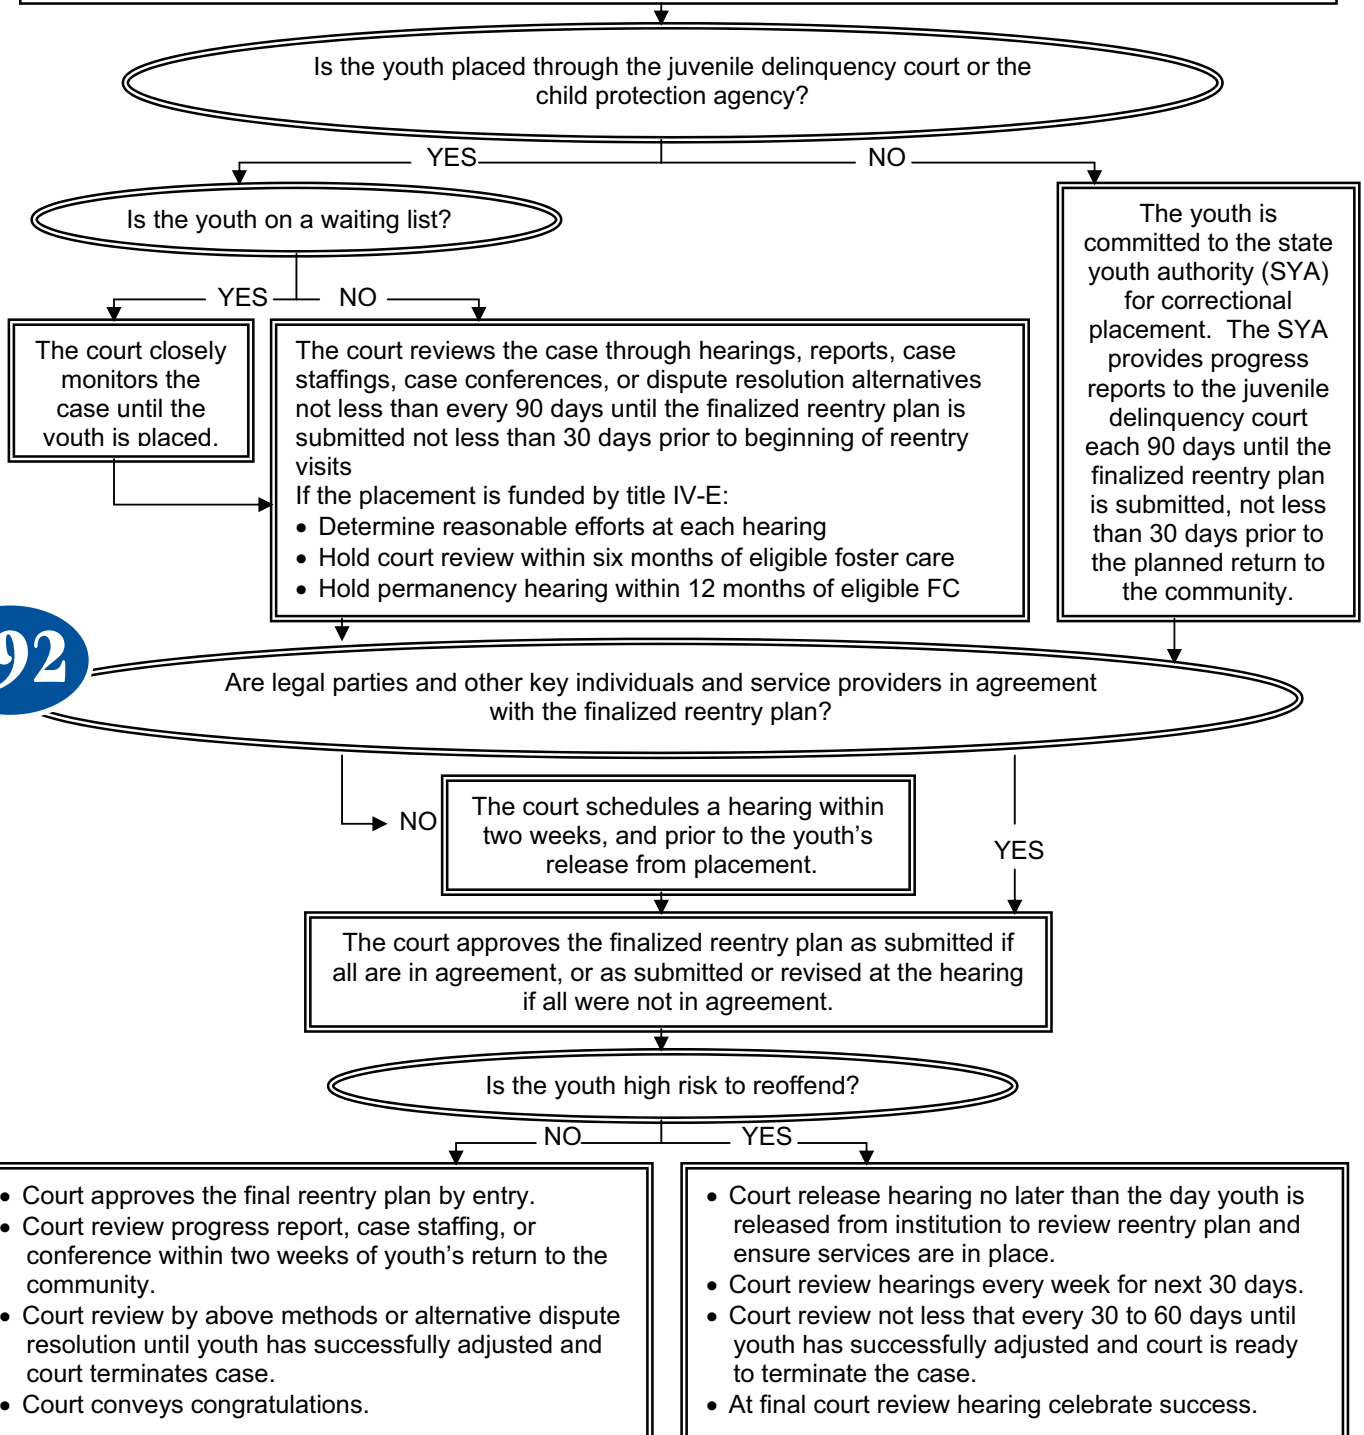 Is the youth placed through the juvenile delinquency court or the
child protection agency?
YES
NO
Is the youth on a waiting list?
YES
NO
The court closely
monitors the
case until the
youth is placed.
The court reviews the case through hearings, reports, case
staffings, case conferences, or dispute resolution alternatives
not less than every 90 days until the finalized reentry plan is
submitted not less than 30 days prior to beginning of reentry
visits
If the placement is funded by title IV-E:
• Determine reasonable efforts at each hearing
• Hold court review within six months of eligible foster care
• Hold permanency hearing within 12 months of eligible FC
The youth is
committed to the state
youth authority (SYA)
for correctional
placement.  The SYA
provides progress
reports to the juvenile
delinquency court
each 90 days until the
finalized reentry plan
is submitted, not less
than 30 days prior to
the planned return to
the community.
92
Are legal parties and other key individuals and service providers in agreement
with the finalized reentry plan?
NO
The court schedules a hearing within
two weeks, and prior to the youth's
release from placement.
YES
The court approves the finalized reentry plan as submitted if
all are in agreement, or as submitted or revised at the hearing
if all were not in agreement.
Is the youth high risk to reoffend?
NO
YES
• Court approves the final reentry plan by entry.
• Court review progress report, case staffing, or
conference within two weeks of youth's return to the
community.
• Court review by above methods or alternative dispute
resolution until youth has successfully adjusted and
court terminates case.
• Court conveys congratulations.
• Court release hearing no later than the day youth is
released from institution to review reentry plan and
ensure services are in place.
• Court review hearings every week for next 30 days.
• Court review not less that every 30 to 60 days until
youth has successfully adjusted and court is ready
to terminate the case.
• At final court review hearing celebrate success.